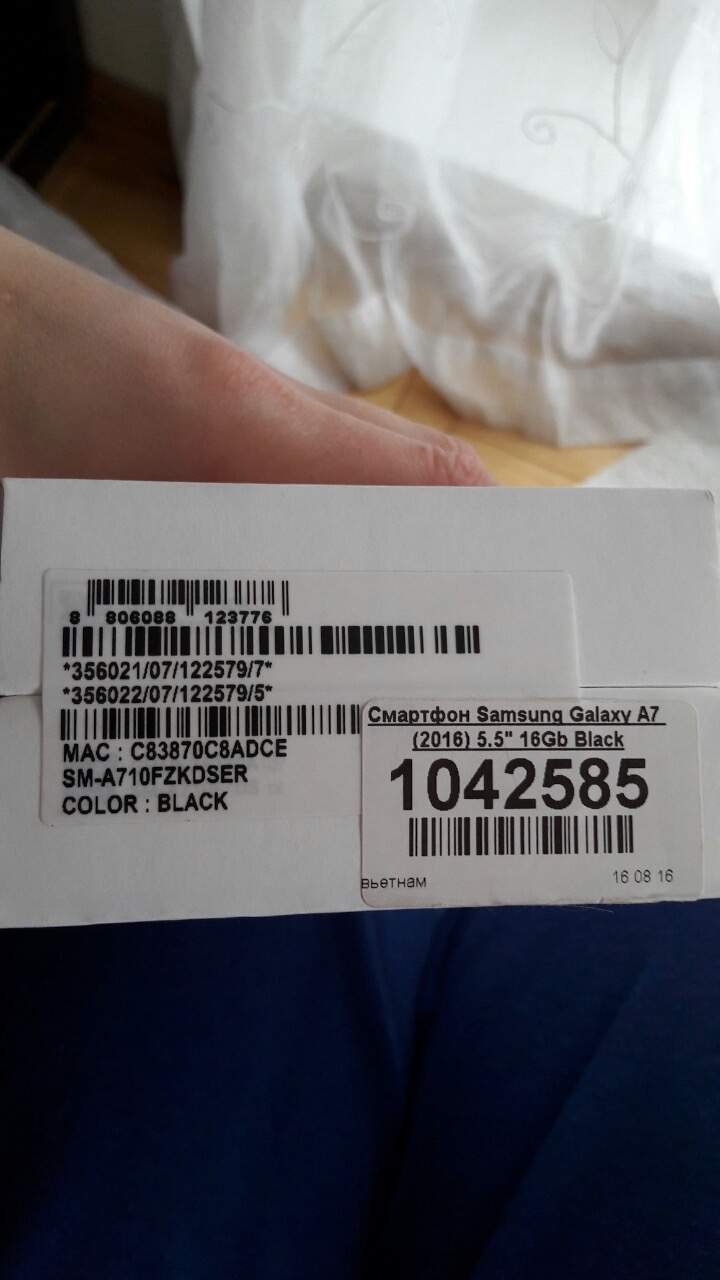 8 806088 123776
*356021/07/122579/7*
*356022/07/122579/5*
MAC : C83870C8ADCE
SM-A710FZKDSER
COLOR : BLACK
Смартфон Samsung Galaxy A7
(2016) 5.5" 16Gb Black
1042585
вьетнам
16 08 16